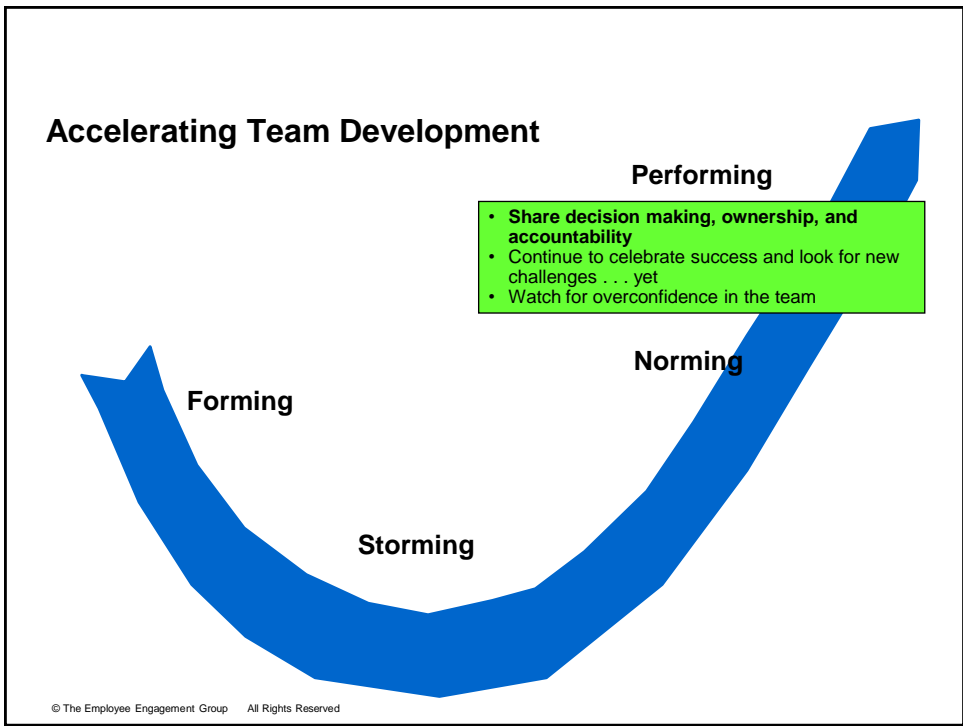 Accelerating Team Development
Performing
• Share decision making, ownership, and
accountability
• Continue to celebrate success and look for new
challenges . . . yet
• Watch for overconfidence in the team
Norming
Forming
Storming
© The Employee Engagement Group All Rights Reserved